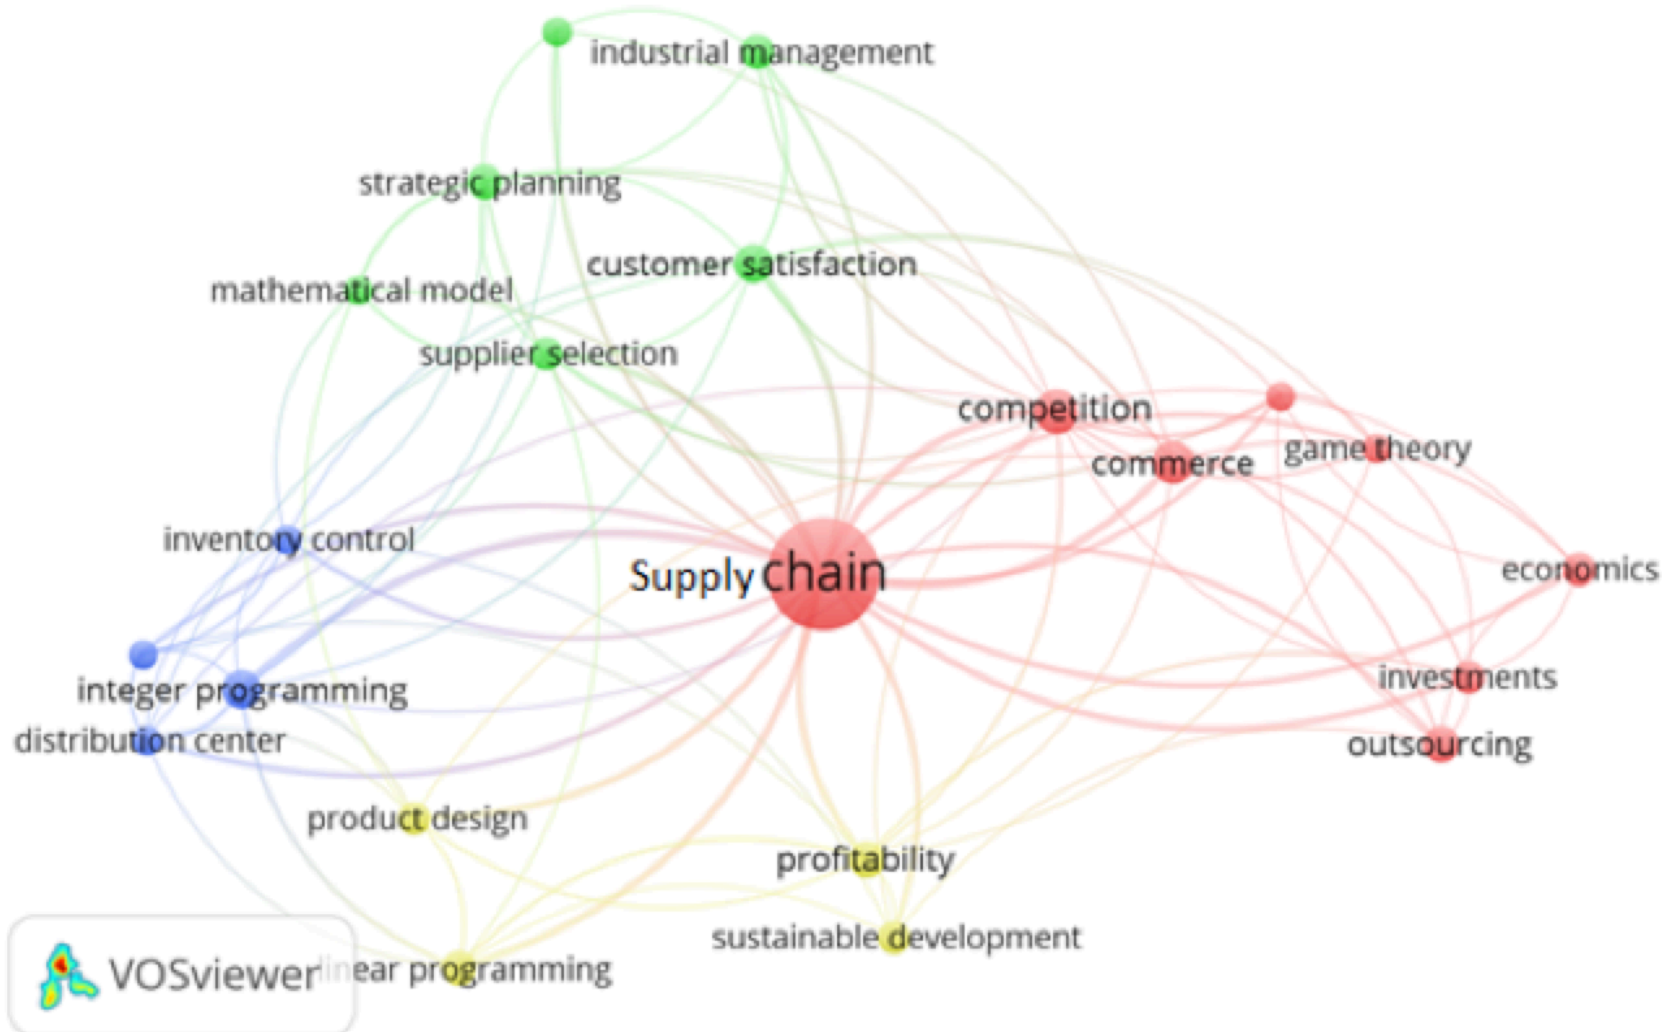 industrial management
strategic planning
customer satisfaction
mathematical model
supplier selection
competition
game theory
commerce
inventory control
Supply chain
economics
investments
integer programming
distribution center
outsourcing
product design
profitability
sustainable development
VOSviewer
linear programming